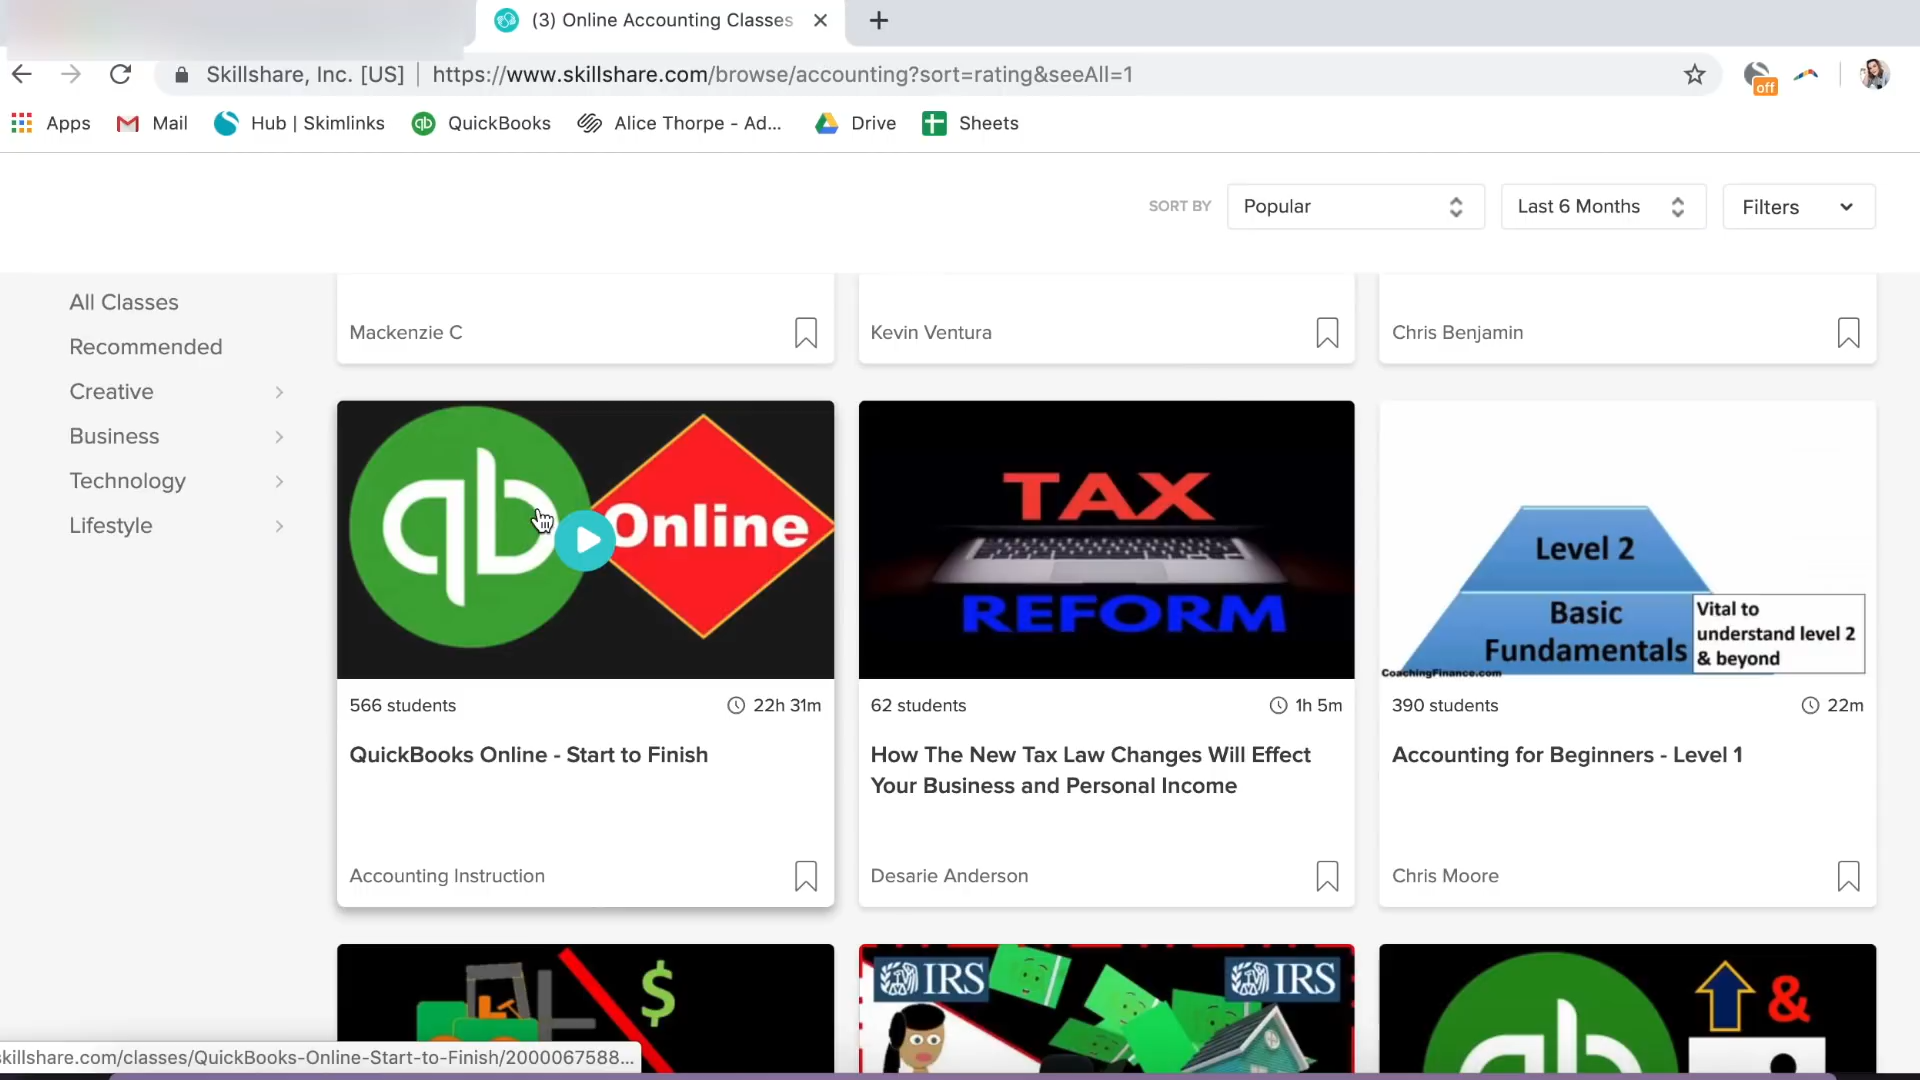 (3) Online Accounting Classes
Skillshare, Inc. [US] | https://www.skillshare.com/browse/accounting?sort=rating&seeAll=1
off
Apps Mail Hub | Skimlinks QuickBooks Alice Thorpe - Ad... Drive Sheets
SORT BY Popular Last 6 Months Filters
All Classes
Recommended
Creative
Business
Technology
Lifestyle
Mackenzie C
Kevin Ventura
Chris Benjamin
qb Online
566 students 22h 31m
QuickBooks Online - Start to Finish
Accounting Instruction
TAX
REFORM
62 students 1h 5m
How The New Tax Law Changes Will Effect
Your Business and Personal Income
Desarie Anderson
Level 2
Basic
Fundamentals
Vital to
understand level 2
& beyond
CoachingFinance.com
390 students 22m
Accounting for Beginners - Level 1
Chris Moore
$
IRS IRS
&
skillshare.com/classes/QuickBooks-Online-Start-to-Finish/2000067588...